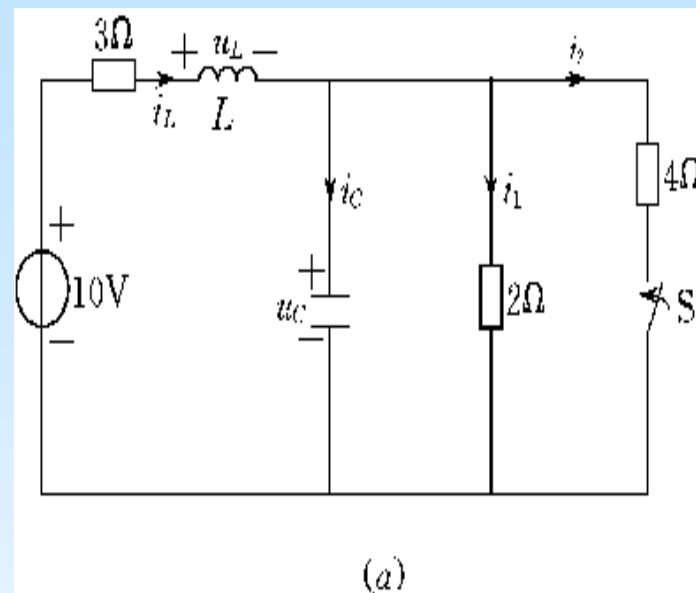 3Ω + u_L −
i_L L
i_2
i_C i_1 4Ω
+ 10V −
+ u_C −
2Ω S
(a)